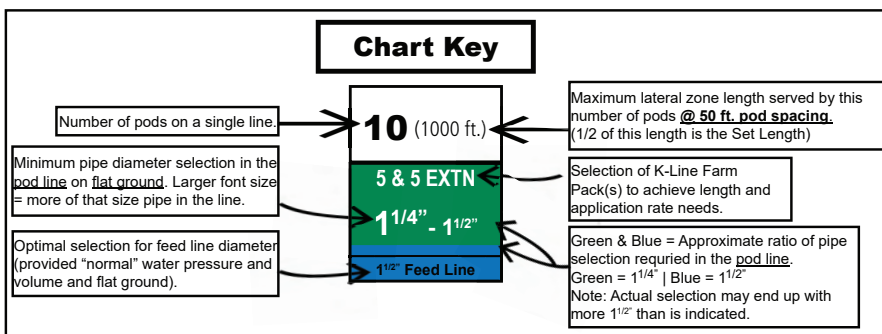 Chart Key
Number of pods on a single line.
10 (1000 ft.)
Maximum lateral zone length served by this
number of pods @ 50 ft. pod spacing.
(1/2 of this length is the Set Length)
Minimum pipe diameter selection in the
pod line on flat ground. Larger font size
= more of that size pipe in the line.
5 & 5 EXTN
1 1/4” - 1 1/2”
Selection of K-Line Farm
Pack(s) to achieve length and
application rate needs.
Optimal selection for feed line diameter
(provided “normal” water pressure and
volume and flat ground).
1 1/2” Feed Line
Green & Blue = Approximate ratio of pipe
selection requried in the pod line.
Green = 1 1/4” | Blue = 1 1/2”
Note: Actual selection may end up with
more 1 1/2” than is indicated.